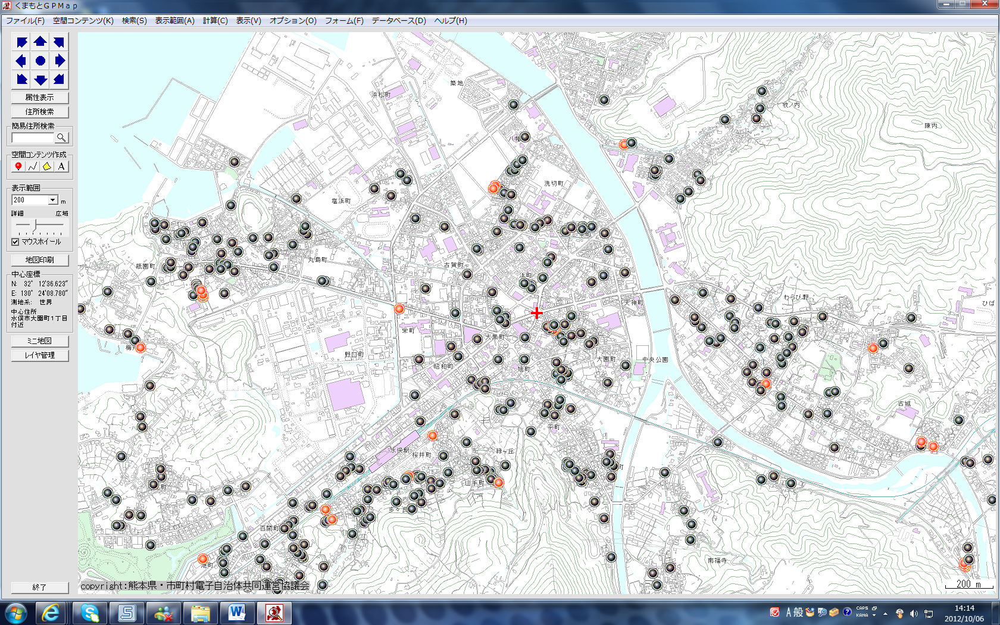 くまもとＧＰＭａｐ
ファイル(F) 空間コンテンツ(K) 検索(S) 表示範囲(A) 計算(C) 表示(V) オプション(O) フォーム(F) データベース(D) ヘルプ(H)
属性表示
住所検索
簡易住所検索
空間コンテンツ作成
A
表示範囲
200 m
詳細 広域
マウスホイール
地図印刷
中心座標
N: 32° 12'36.623"
E: 130° 24'08.780"
測地系: 世界
中心住所
水俣市大園町１丁目
付近
ミニ地図
レイヤ管理
終了
築地
浜松町
牧ノ内
陳内
八幡
洗切町
塩浜町
丸島町
祇園町
古賀町
浜町
わらび野
ひば
天神町
栄町
大黒町
野口町
昭和町
旭町
大園町
中央公園
古城
平町
水俣駅
桜井町
緑ヶ丘
山手町
町
町
百間町
港町
南福寺
copyright:熊本県・市町村電子自治体共同運営協議会
200 m
A 般
CAPS
KANA
14:14
2012/10/06